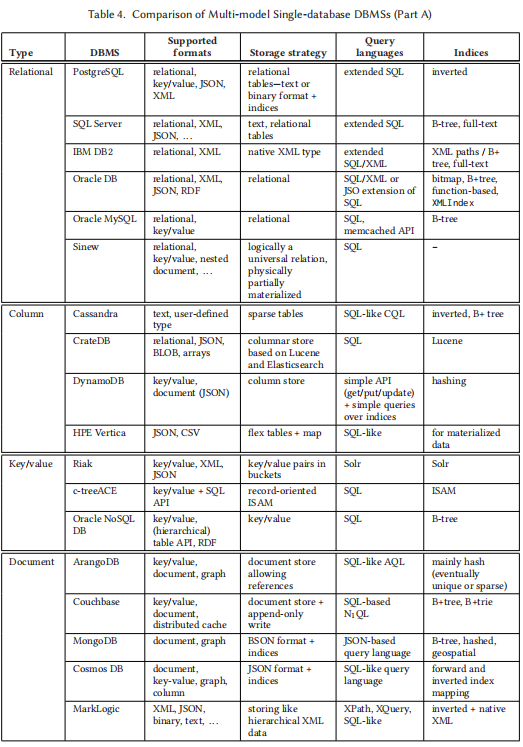 Table 4. Comparison of Multi-model Single-database DBMSs (Part A)
Type DBMS Supported formats Storage strategy Query languages Indices
Relational PostgreSQL relational, key/value, JSON, XML relational tables—text or binary format + indices extended SQL inverted
SQL Server relational, XML, JSON, ... text, relational tables extended SQL B-tree, full-text
IBM DB2 relational, XML native XML type extended SQL/XML XML paths / B+ tree, full-text
Oracle DB relational, XML, JSON, RDF relational SQL/XML or JSO extension of SQL bitmap, B+tree, function-based, XMLIndex
Oracle MySQL relational, key/value relational SQL, memcached API B-tree
Sinew relational, key/value, nested document, ... logically a universal relation, physically partially materialized SQL –
Column Cassandra text, user-defined type sparse tables SQL-like CQL inverted, B+ tree
CrateDB relational, JSON, BLOB, arrays columnar store based on Lucene and Elasticsearch SQL Lucene
DynamoDB key/value, document (JSON) column store simple API (get/put/update) + simple queries over indices hashing
HPE Vertica JSON, CSV flex tables + map SQL-like for materialized data
Key/value Riak key/value, XML, JSON key/value pairs in buckets Solr Solr
c-treeACE key/value + SQL API record-oriented ISAM SQL ISAM
Oracle NoSQL DB key/value, (hierarchical) table API, RDF key/value SQL B-tree
Document ArangoDB key/value, document, graph document store allowing references SQL-like AQL mainly hash (eventually unique or sparse)
Couchbase key/value, document, distributed cache document store + append-only write SQL-based N1QL B+tree, B+trie
MongoDB document, graph BSON format + indices JSON-based query language B-tree, hashed, geospatial
Cosmos DB document, key-value, graph, column JSON format + indices SQL-like query language forward and inverted index mapping
MarkLogic XML, JSON, binary, text, ... storing like hierarchical XML data XPath, XQuery, SQL-like inverted + native XML